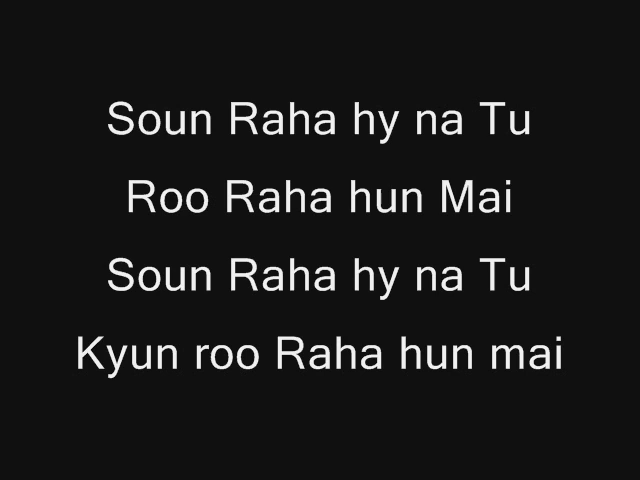 Soun Raha hy na Tu
Roo Raha hun Mai
Soun Raha hy na Tu
Kyun roo Raha hun mai